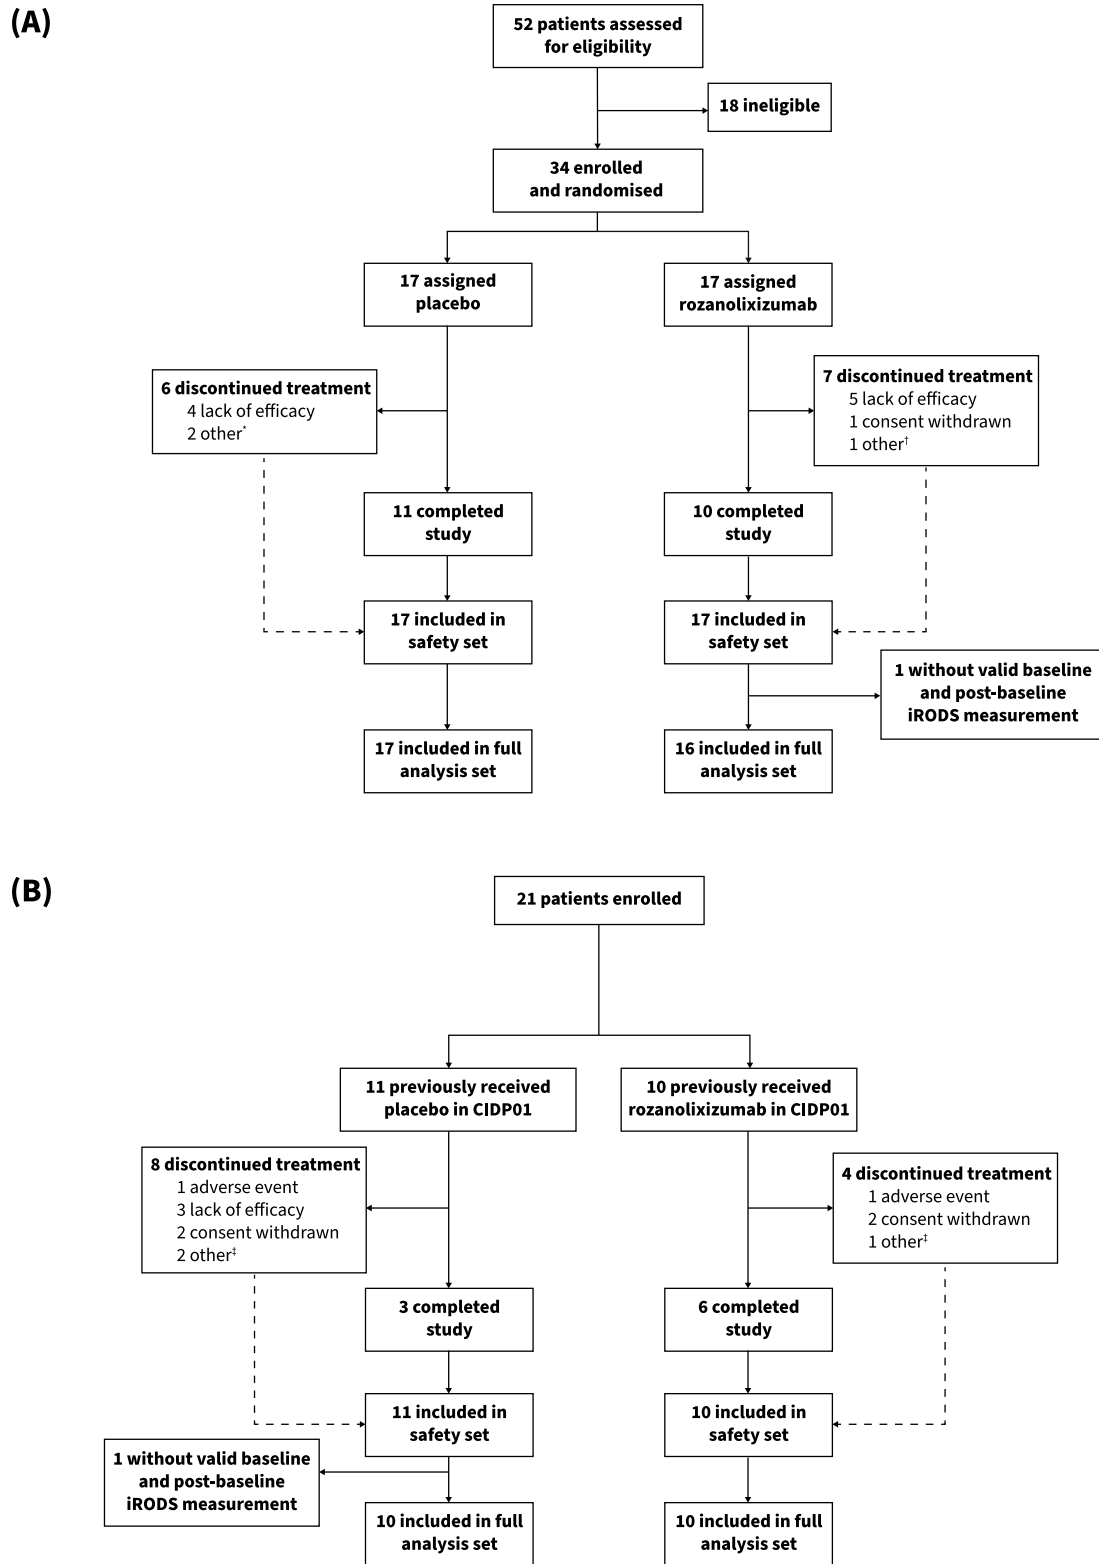 (A)
52 patients assessed
for eligibility
18 ineligible
34 enrolled
and randomised
17 assigned
placebo
17 assigned
rozanolixizumab
6 discontinued treatment
4 lack of efficacy
2 other*
7 discontinued treatment
5 lack of efficacy
1 consent withdrawn
1 other†
11 completed
study
10 completed
study
17 included in
safety set
17 included in
safety set
1 without valid baseline
and post-baseline
iRODS measurement
17 included in full
analysis set
16 included in full
analysis set
(B)
21 patients enrolled
11 previously received
placebo in CIDP01
10 previously received
rozanolixizumab in CIDP01
8 discontinued treatment
1 adverse event
3 lack of efficacy
2 consent withdrawn
2 other‡
4 discontinued treatment
1 adverse event
2 consent withdrawn
1 other‡
3 completed
study
6 completed
study
11 included in
safety set
10 included in
safety set
1 without valid baseline
and post-baseline
iRODS measurement
10 included in full
analysis set
10 included in full
analysis set